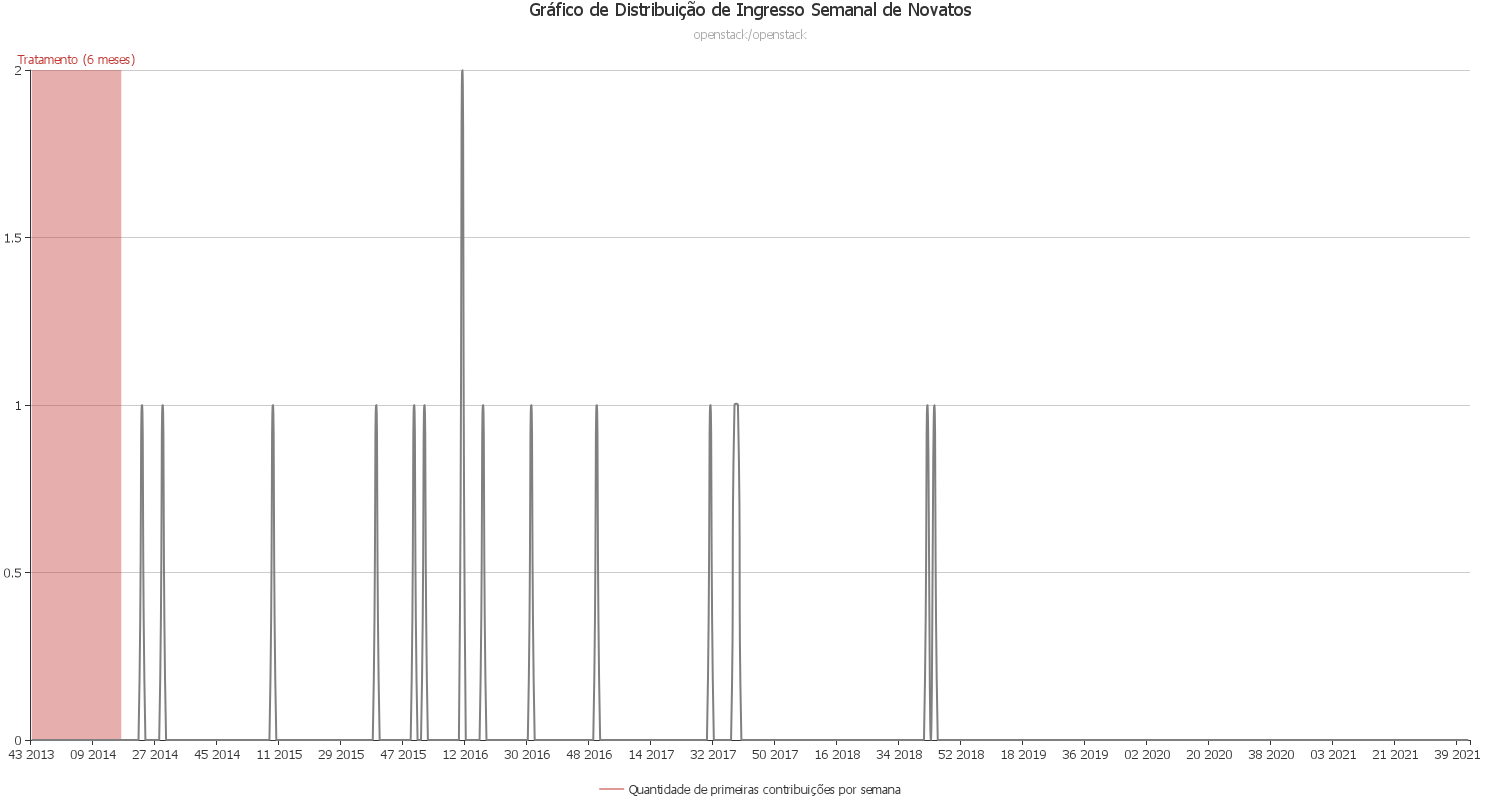 Gráfico de Distribuição de Ingresso Semanal de Novatos
openstack/openstack
Tratamento (6 meses)
2
1.5
1
0.5
0
43 2013 09 2014 27 2014 45 2014 11 2015 29 2015 47 2015 12 2016 30 2016 48 2016 14 2017 32 2017 50 2017 16 2018 34 2018 52 2018 18 2019 36 2019 02 2020 20 2020 38 2020 03 2021 21 2021 39 2021
Quantidade de primeiras contribuições por semana